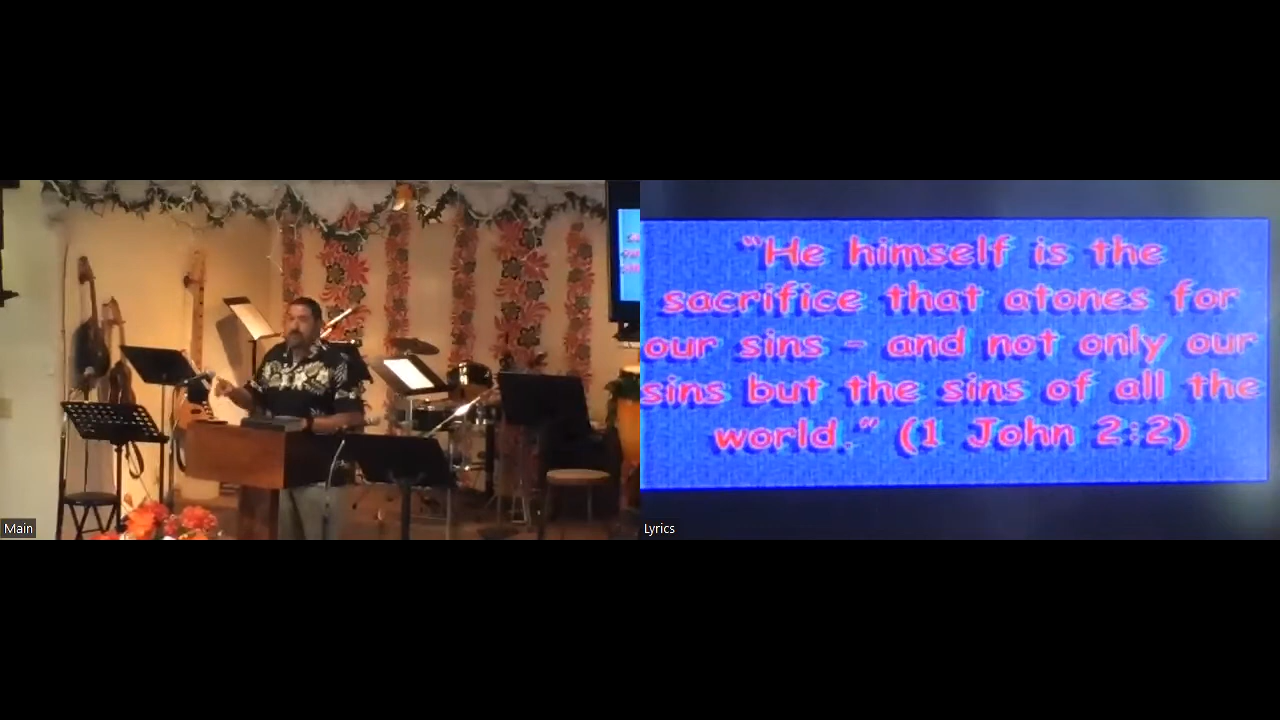 "He himself is the
sacrifice that atones for
our sins - and not only our
sins but the sins of all the
world." (1 John 2:2)
Main
Lyrics